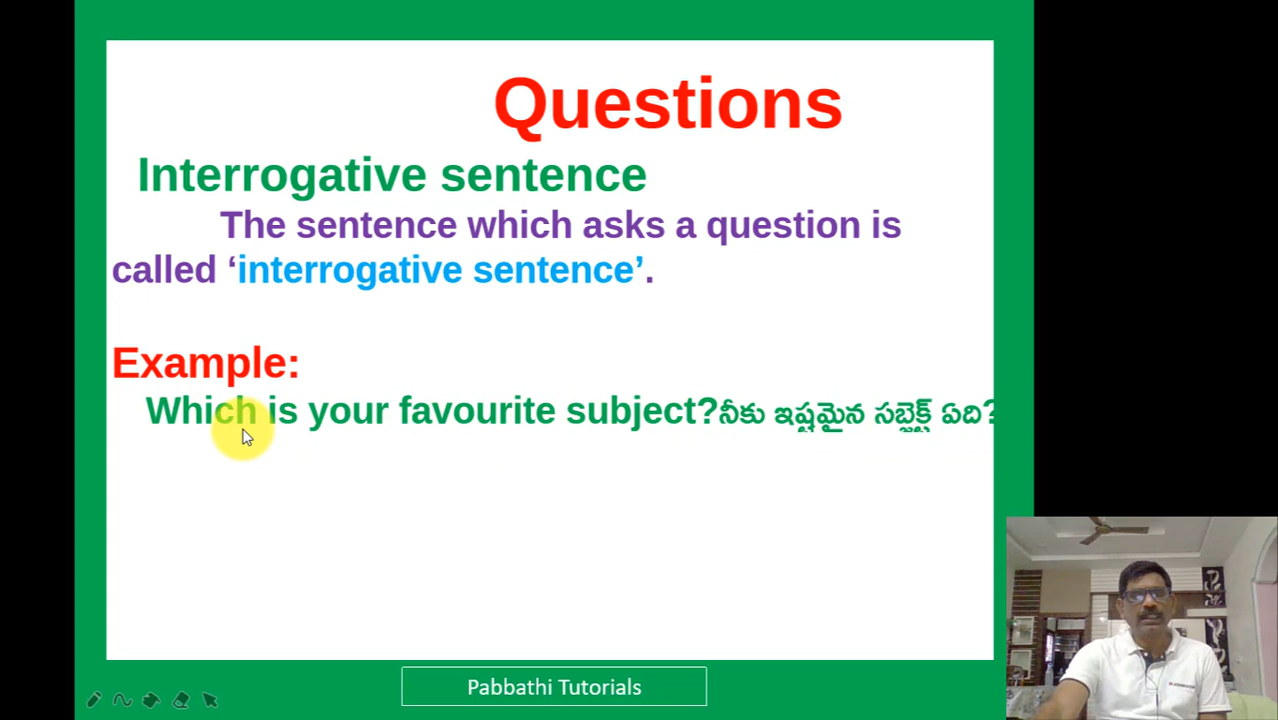 Questions
Interrogative sentence
The sentence which asks a question is
called ‘interrogative sentence’.
Example:
Which is your favourite subject?నీకు ఇష్టమైన సబ్జెక్ట్ ఏది?
Pabbathi Tutorials